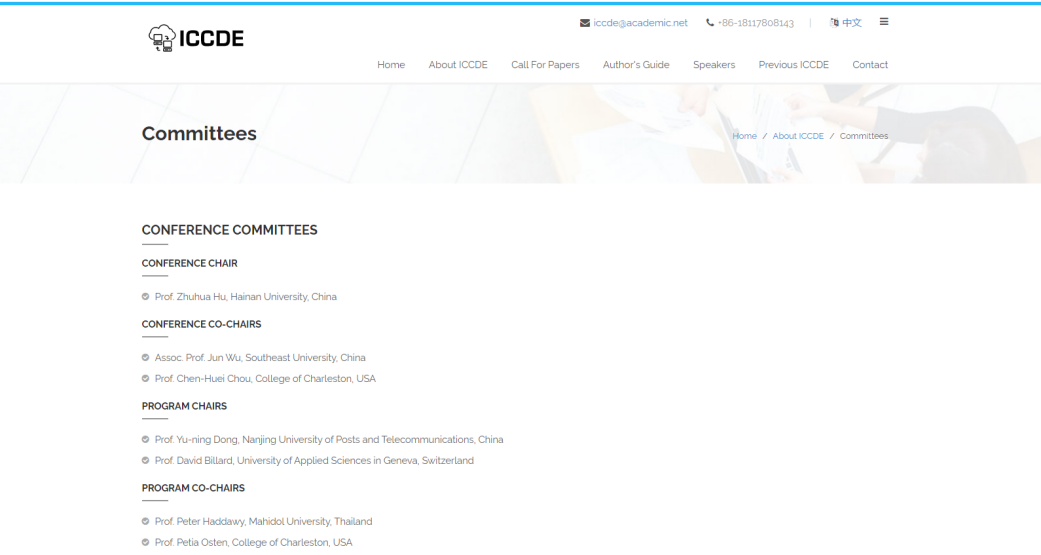 iccde@academic.net +86-18117808143 | 中文
ICCDE
Home About ICCDE Call For Papers Author's Guide Speakers Previous ICCDE Contact
Committees
Home / About ICCDE / Committees
CONFERENCE COMMITTEES
CONFERENCE CHAIR
Prof. Zhuhua Hu, Hainan University, China
CONFERENCE CO-CHAIRS
Assoc. Prof. Jun Wu, Southeast University, China
Prof. Chen-Huei Chou, College of Charleston, USA
PROGRAM CHAIRS
Prof. Yu-ning Dong, Nanjing University of Posts and Telecommunications, China
Prof. David Billard, University of Applied Sciences in Geneva, Switzerland
PROGRAM CO-CHAIRS
Prof. Peter Haddawy, Mahidol University, Thailand
Prof. Petia Osten, College of Charleston, USA